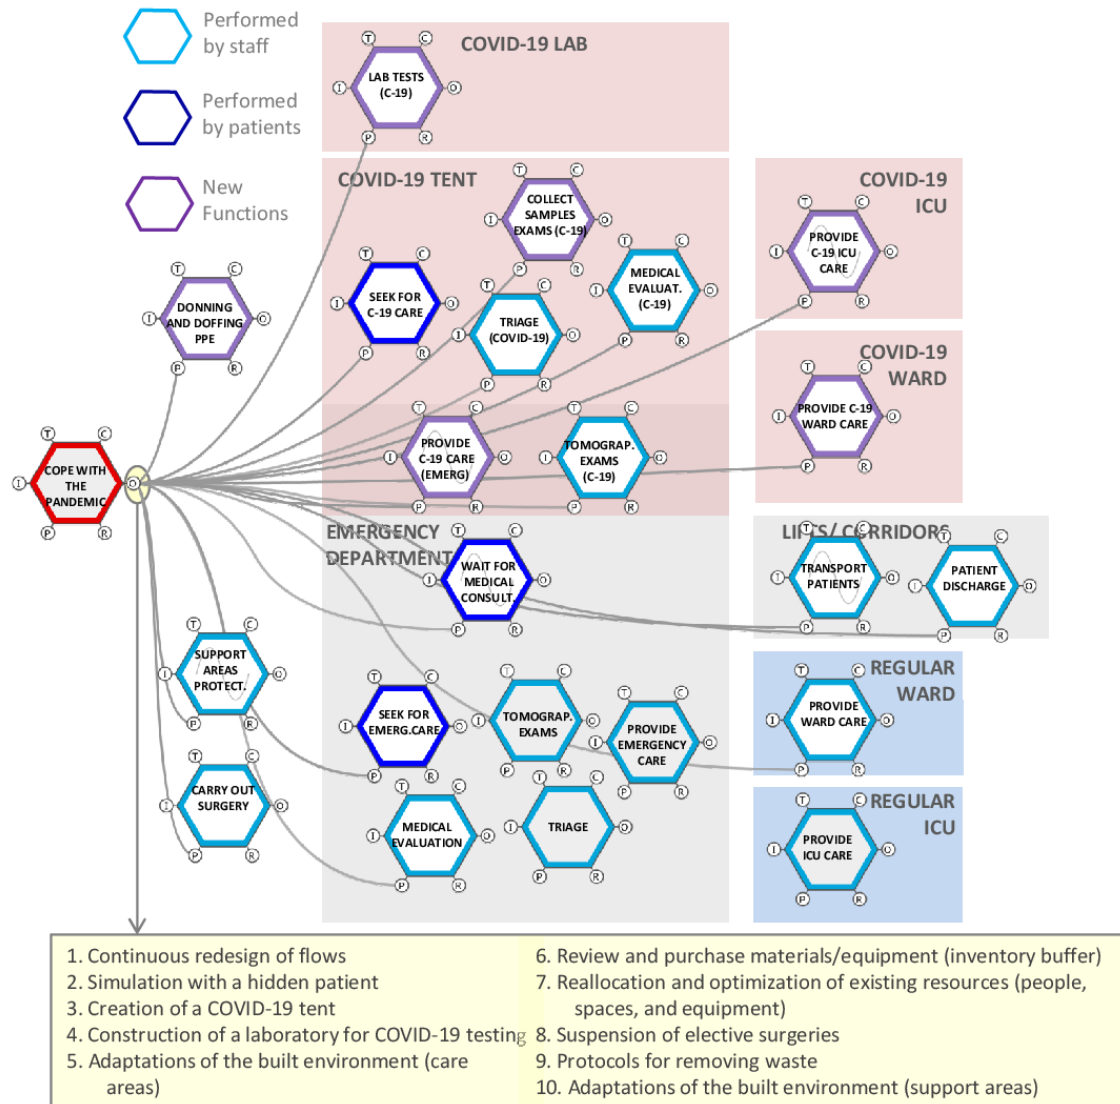 Performed
by staff
Performed
by patients
New
Functions
COVID-19 LAB
T
C
I
LAB TESTS
(C-19)
O
P
R
COVID-19 TENT
T
C
I
COLLECT
SAMPLES
EXAMS (C-19)
O
P
R
COVID-19
ICU
T
C
I
PROVIDE
C-19 ICU
CARE
O
P
R
T
C
I
DONNING
AND DOFFING
PPE
O
P
R
T
C
I
SEEK FOR
C-19 CARE
O
P
R
T
C
I
TRIAGE
(COVID-19)
O
P
R
T
C
I
MEDICAL
EVALUAT.
(C-19)
O
P
R
COVID-19
WARD
T
C
I
PROVIDE C-19
WARD CARE
O
P
R
T
C
I
COPE WITH
THE
PANDEMIC
O
P
R
T
C
I
PROVIDE
C-19 CARE
(EMERG)
O
P
R
T
C
I
TOMOGRAP.
EXAMS
(C-19)
O
P
R
EMERGENCY
DEPARTMENT
T
C
I
WAIT FOR
MEDICAL
CONSULT.
O
P
R
LIFTS/ CORRIDORS
T
C
I
TRANSPORT
PATIENTS
O
P
R
T
C
I
PATIENT
DISCHARGE
O
P
R
T
C
I
SUPPORT
AREAS
PROTECT.
O
P
R
T
C
I
SEEK FOR
EMERG.CARE
O
P
R
T
C
I
TOMOGRAP.
EXAMS
O
P
R
T
C
I
PROVIDE
EMERGENCY
CARE
O
P
R
REGULAR
WARD
T
C
I
PROVIDE
WARD CARE
O
P
R
T
C
I
CARRY OUT
SURGERY
O
P
R
T
C
I
MEDICAL
EVALUATION
O
P
R
T
C
I
TRIAGE
O
P
R
REGULAR
ICU
T
C
I
PROVIDE
ICU CARE
O
P
R
1. Continuous redesign of flows
2. Simulation with a hidden patient
3. Creation of a COVID-19 tent
4. Construction of a laboratory for COVID-19 testing
5. Adaptations of the built environment (care
areas)
6. Review and purchase materials/equipment (inventory buffer)
7. Reallocation and optimization of existing resources (people,
spaces, and equipment)
8. Suspension of elective surgeries
9. Protocols for removing waste
10. Adaptations of the built environment (support areas)